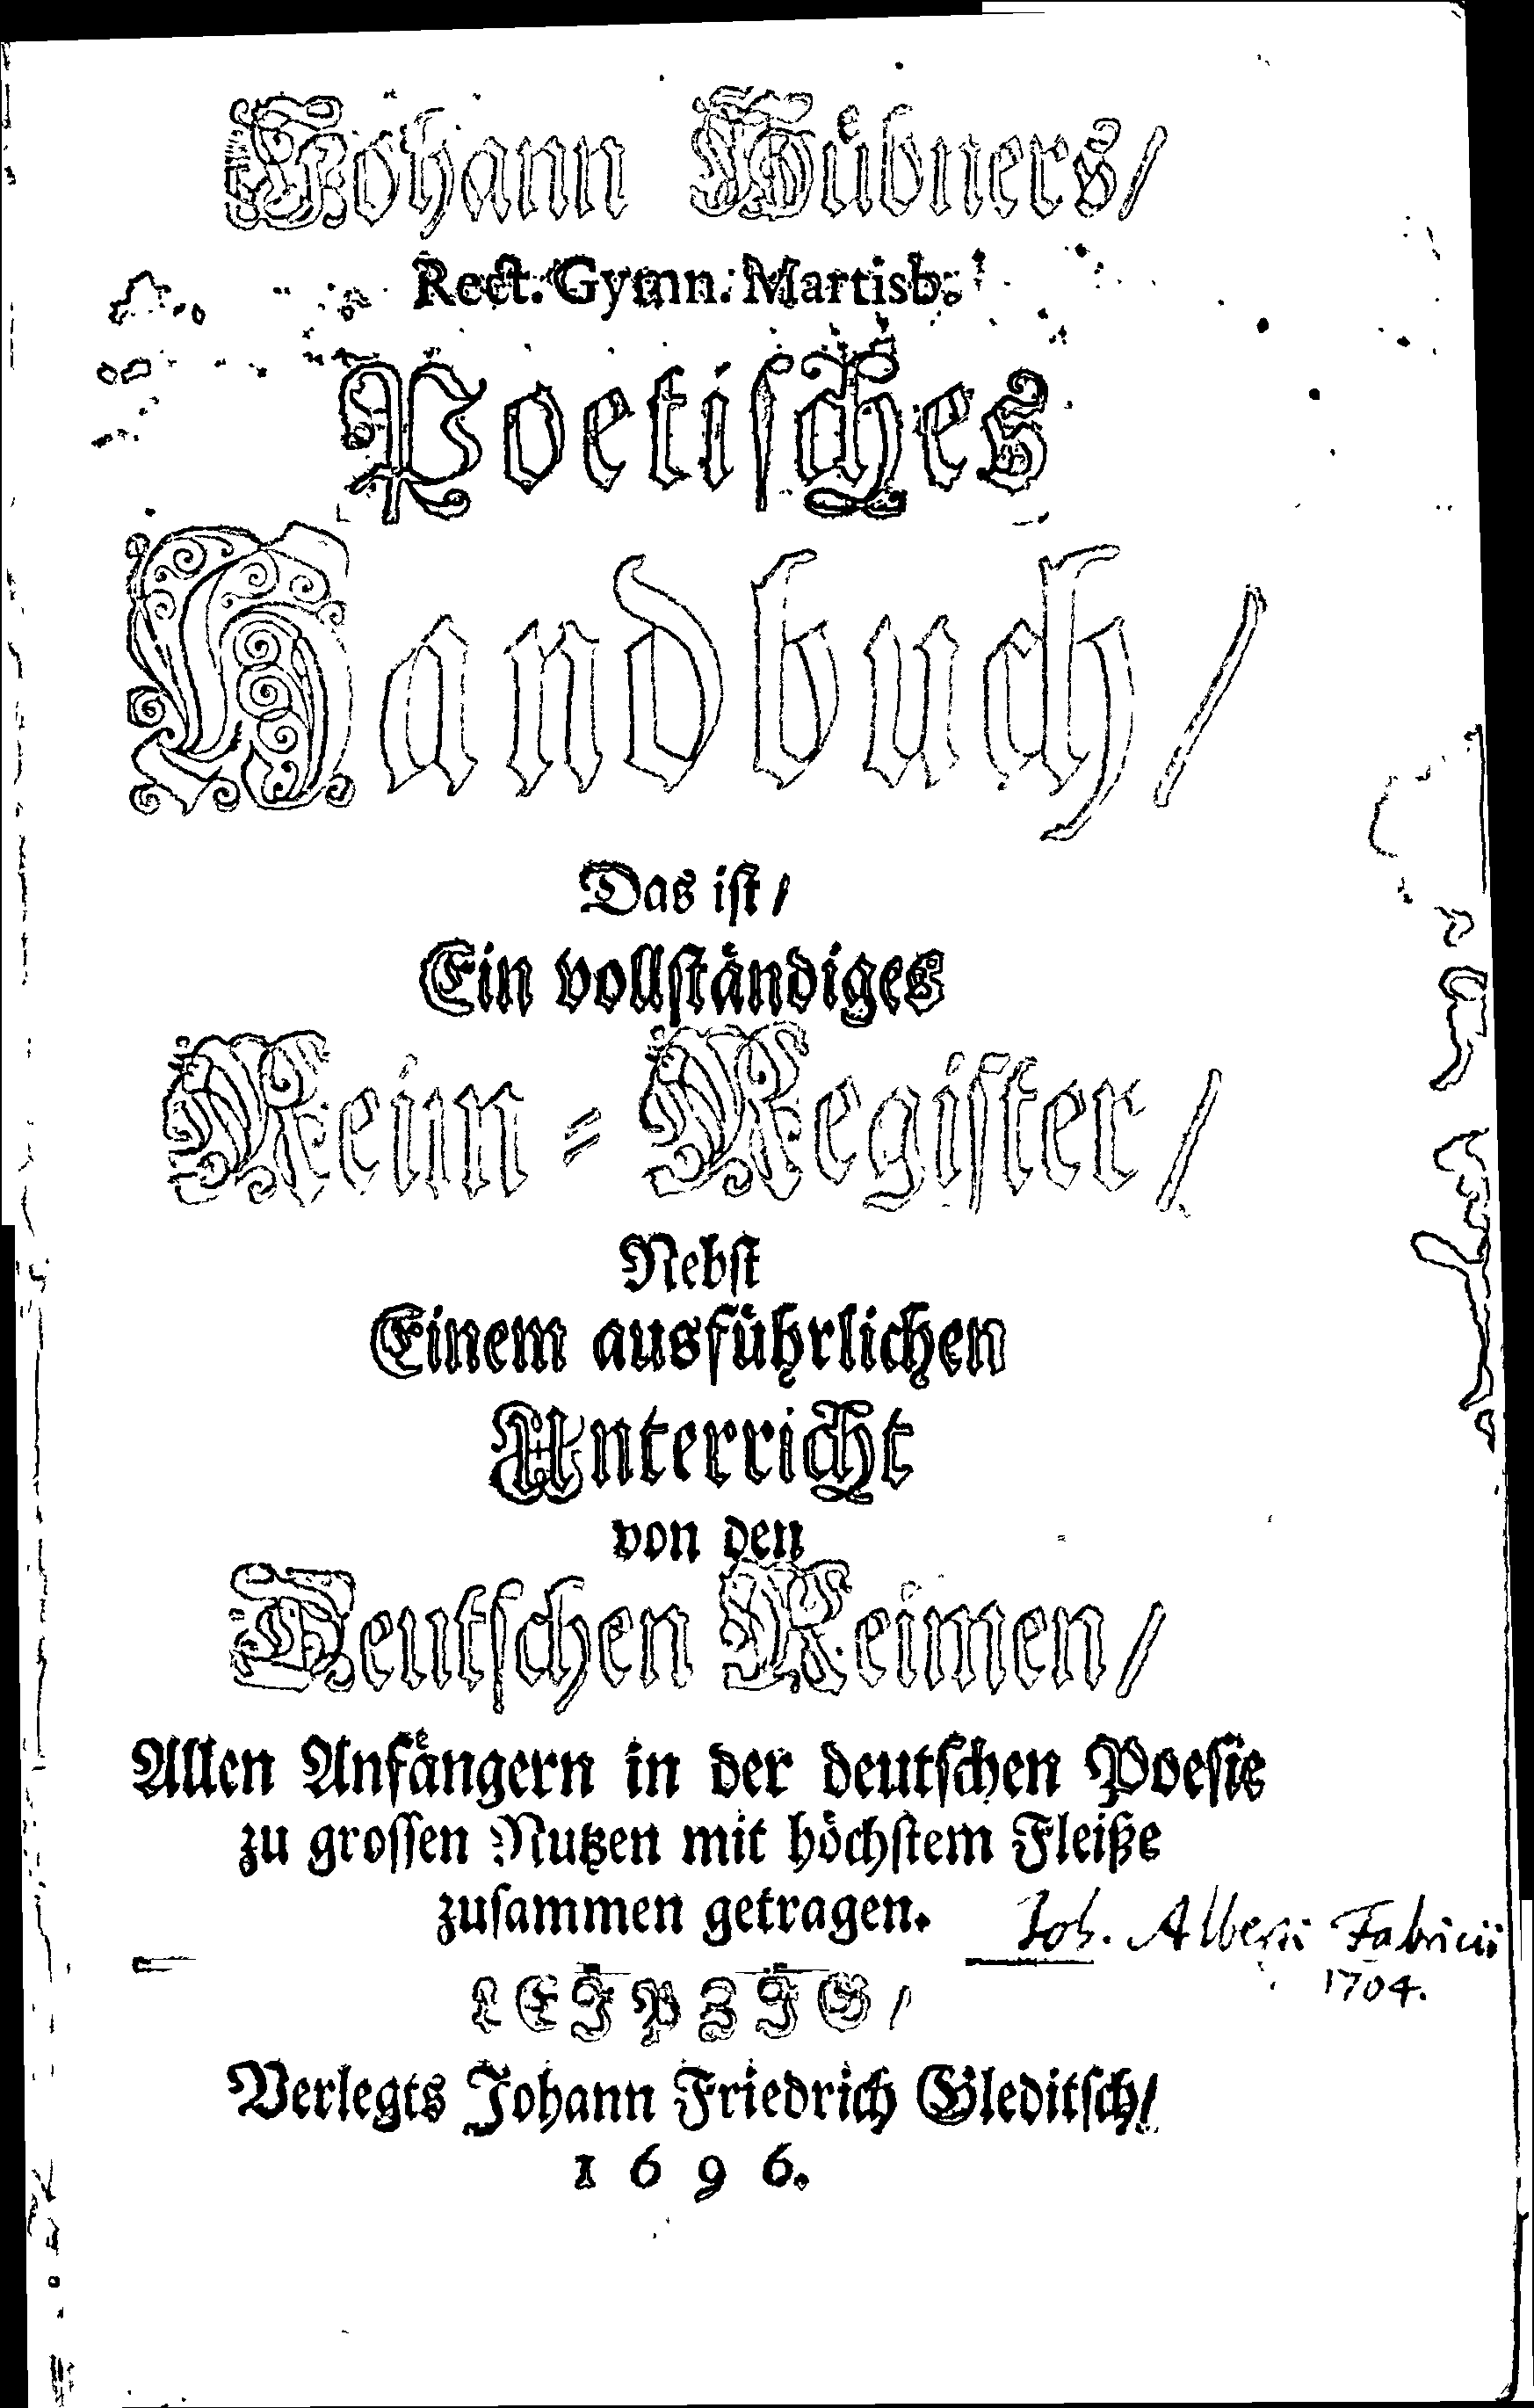 Johann Hübners/
Rect. Gymn. Martisb.
Poetiſches
Handbuch/
Das iſt/
Ein vollſtändiges
Reim-Regiſter/
Nebſt
Einem ausführlichen
Unterricht
von den
Deutſchen Reimen/
Allen Anfängern in der deutſchen Poeſie
zu groſſen Nutzen mit höchſtem Fleiße
zuſammen getragen.
Joh. Alberti Fabricii
1704.
LEJPZJG/
Verlegts Johann Friedrich Gleditſch/
1696.